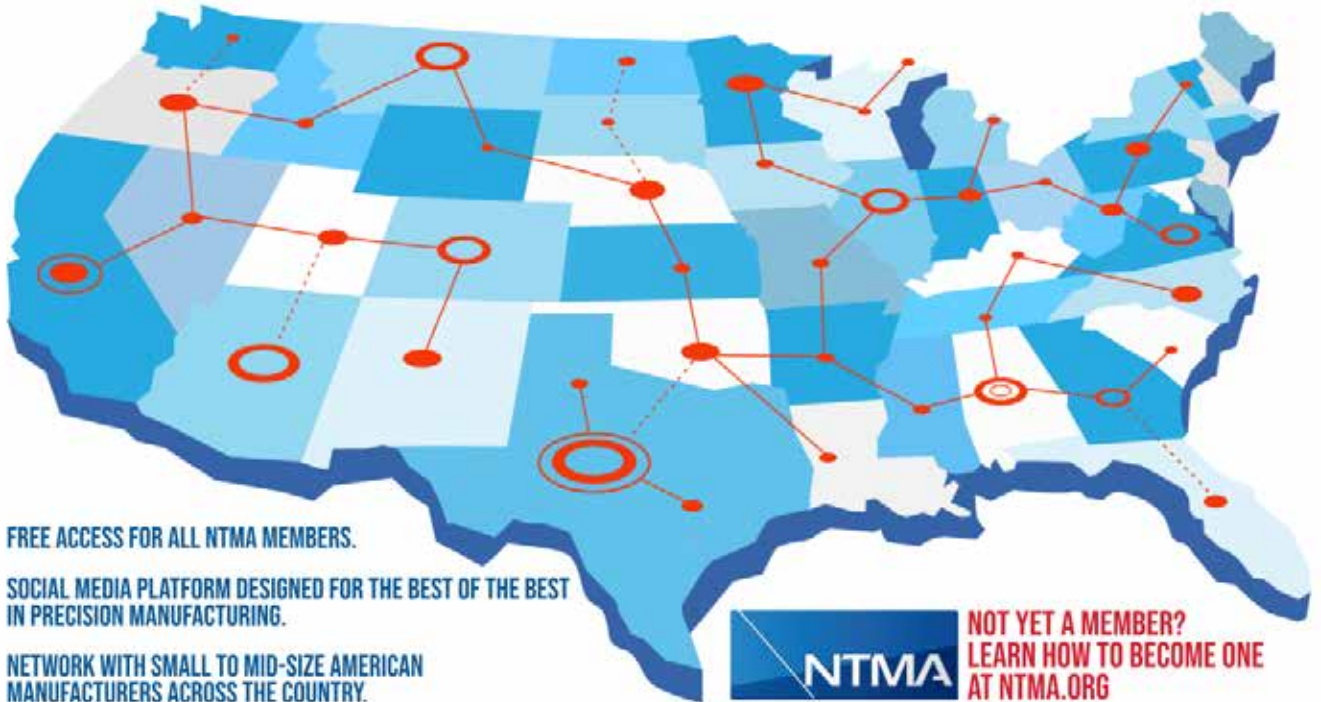 FREE ACCESS FOR ALL NTMA MEMBERS.
SOCIAL MEDIA PLATFORM DESIGNED FOR THE BEST OF THE BEST
IN PRECISION MANUFACTURING.
NETWORK WITH SMALL TO MID-SIZE AMERICAN
MANUFACTURERS ACROSS THE COUNTRY.
NTMA
NOT YET A MEMBER?
LEARN HOW TO BECOME ONE
AT NTMA.ORG